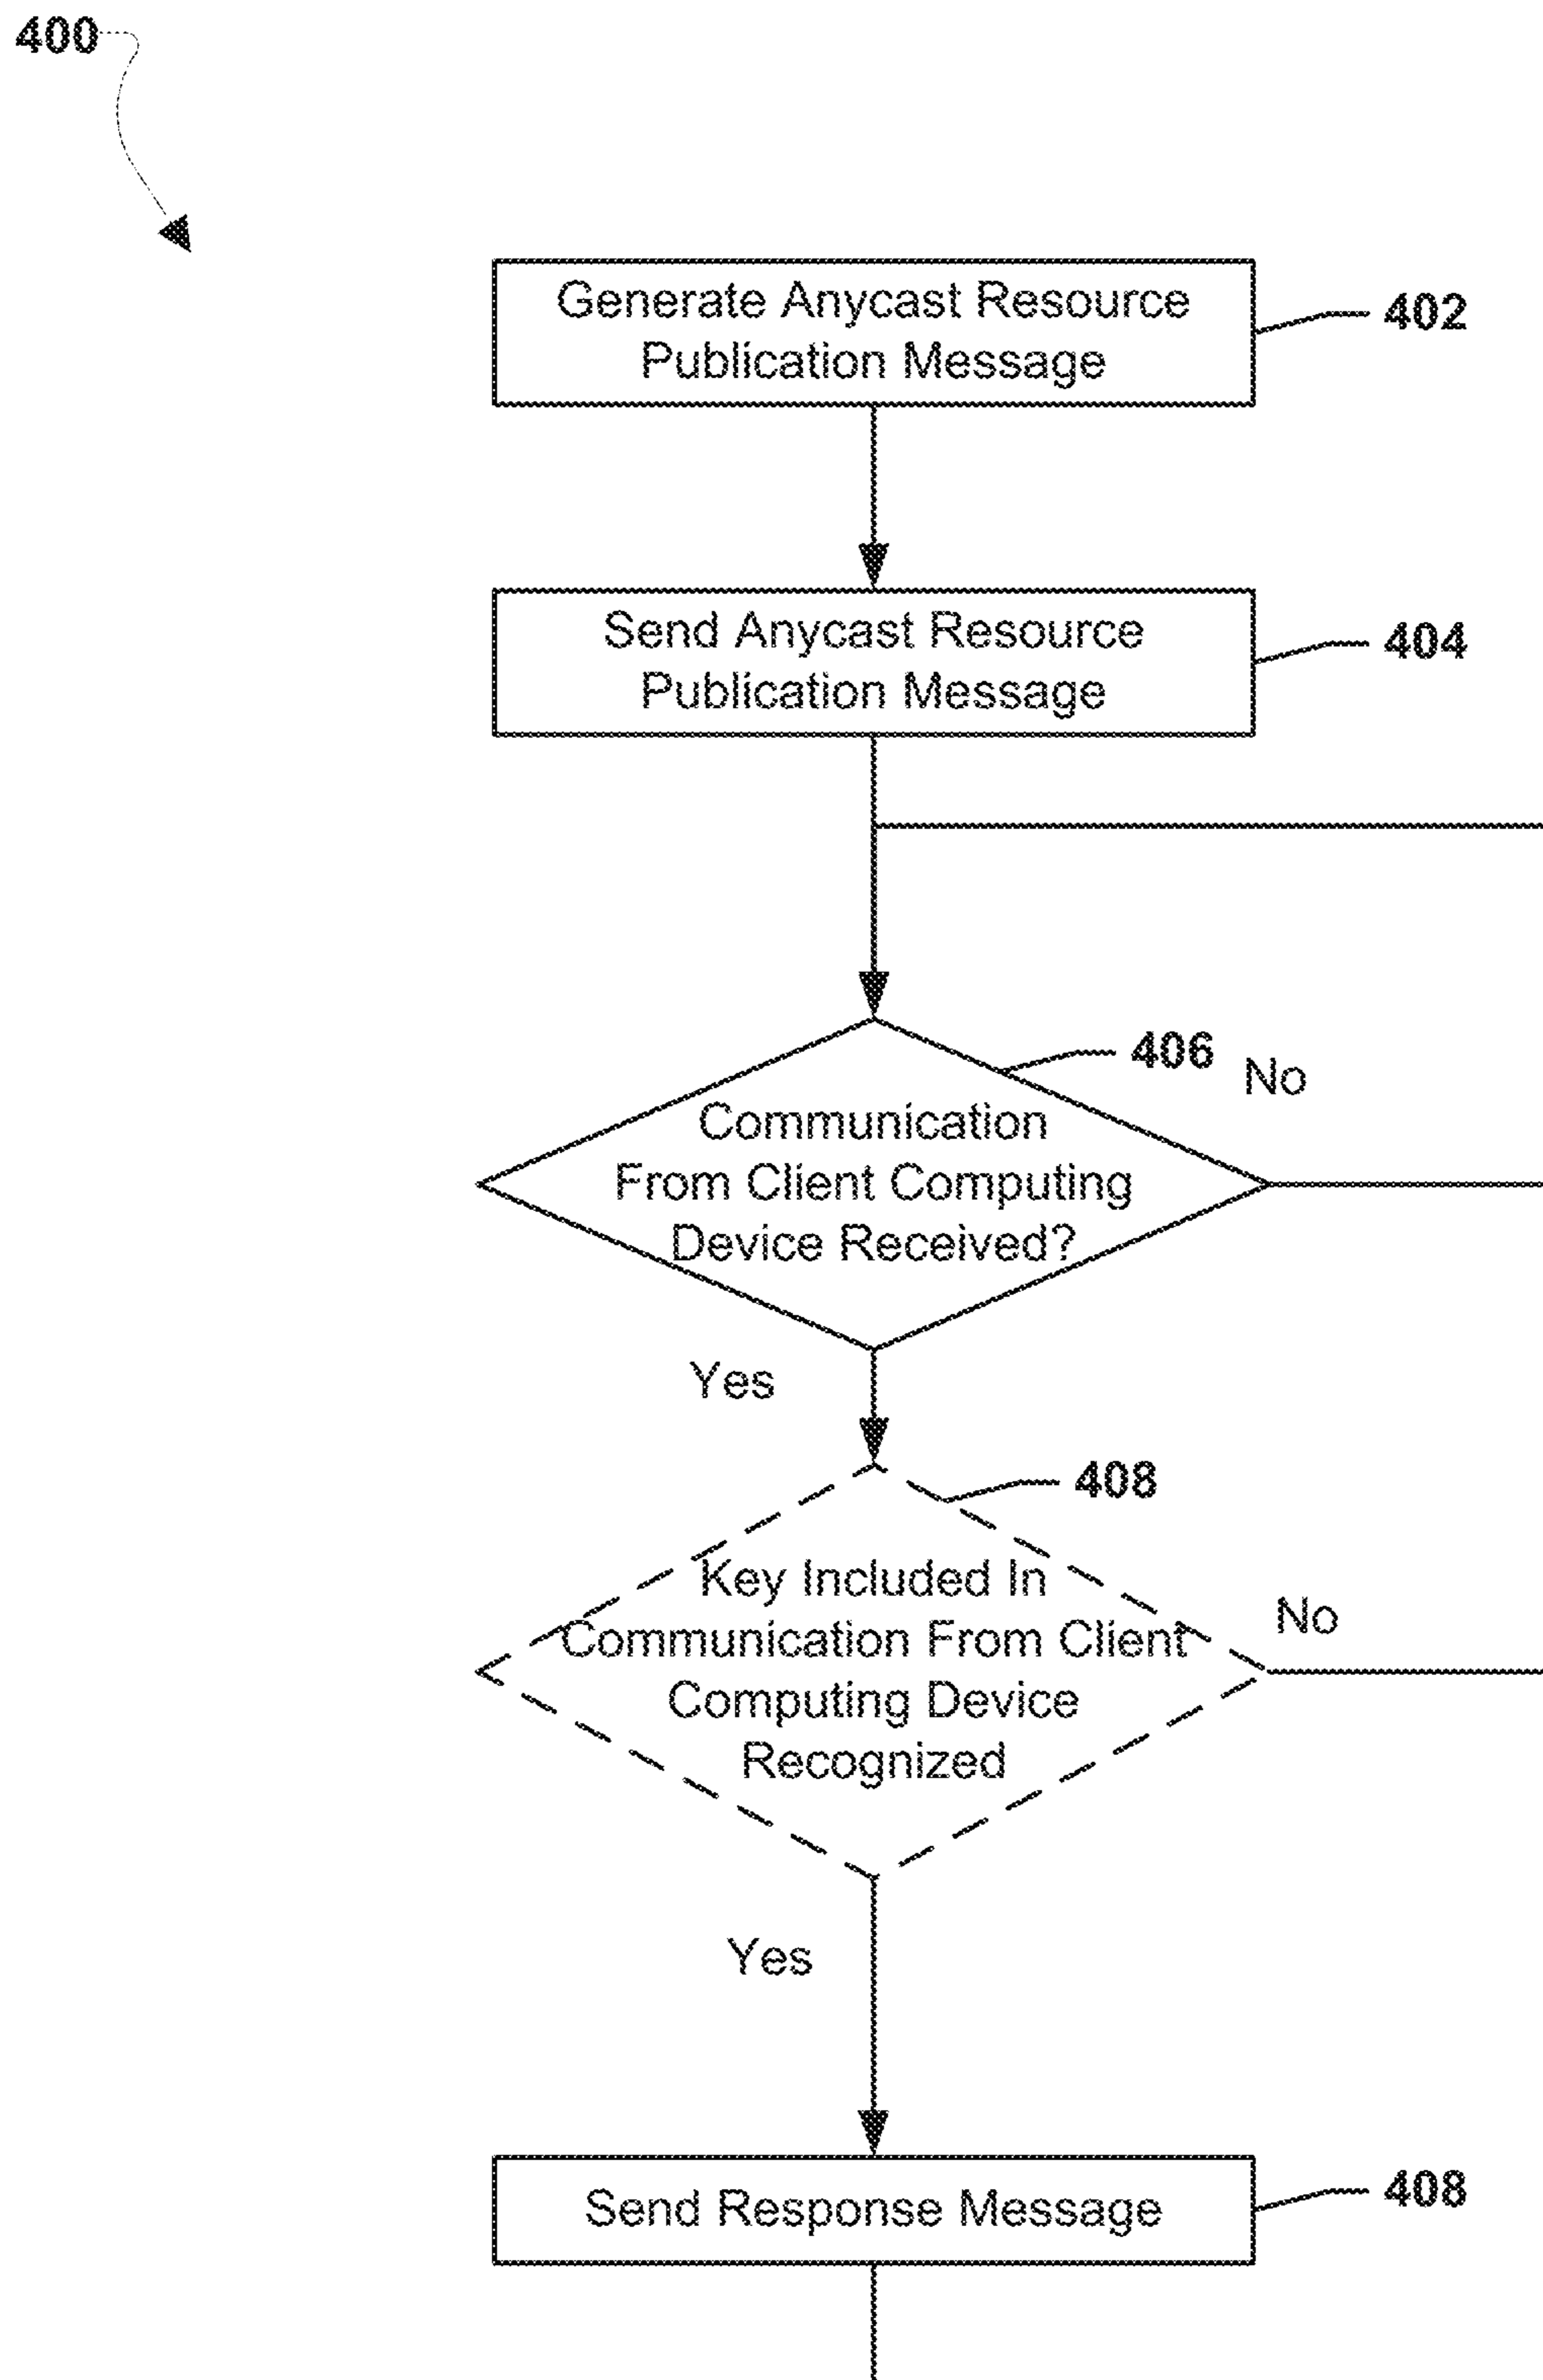 400
Generate Anycast Resource
Publication Message
402
Send Anycast Resource
Publication Message
404
406
No
Communication
From Client Computing
Device Received?
Yes
408
Key Included In
Communication From Client
Computing Device
Recognized
No
Yes
Send Response Message
408